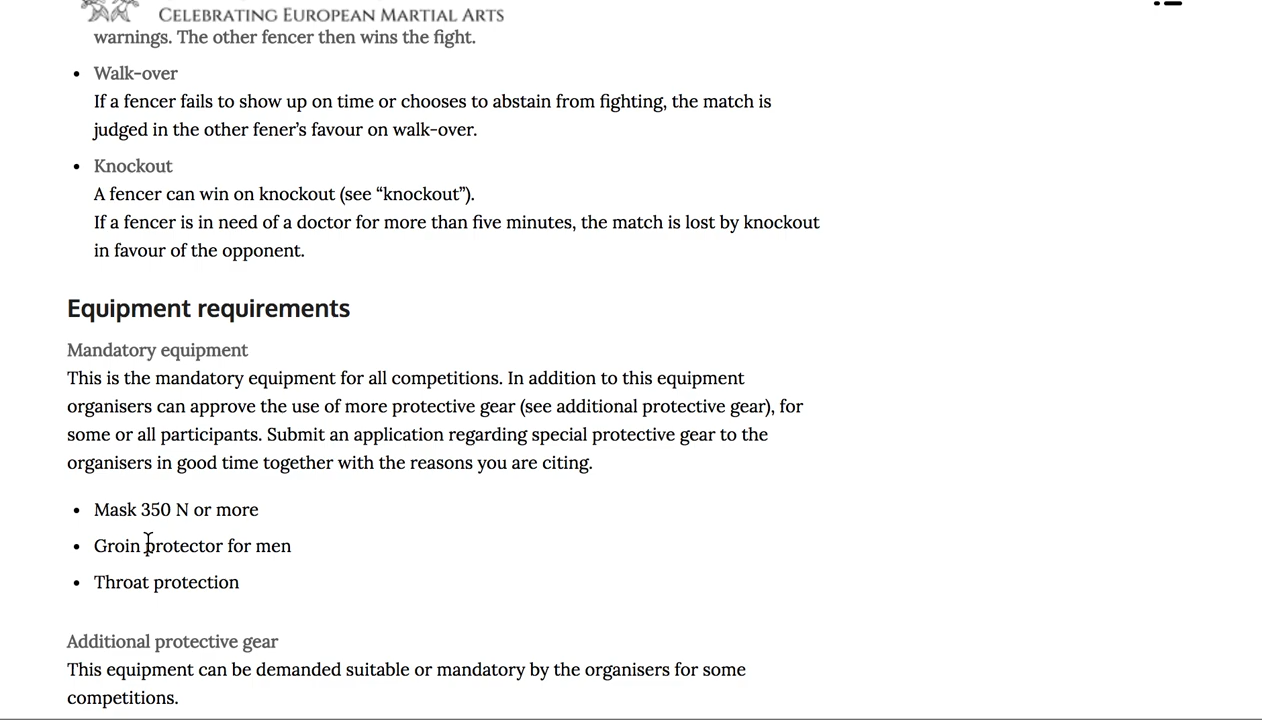 CELEBRATING EUROPEAN MARTIAL ARTS
warnings. The other fencer then wins the fight.
• Walk-over
If a fencer fails to show up on time or chooses to abstain from fighting, the match is
judged in the other fener’s favour on walk-over.
• Knockout
A fencer can win on knockout (see “knockout”).
If a fencer is in need of a doctor for more than five minutes, the match is lost by knockout
in favour of the opponent.
Equipment requirements
Mandatory equipment
This is the mandatory equipment for all competitions. In addition to this equipment
organisers can approve the use of more protective gear (see additional protective gear), for
some or all participants. Submit an application regarding special protective gear to the
organisers in good time together with the reasons you are citing.
• Mask 350 N or more
• Groin protector for men
• Throat protection
Additional protective gear
This equipment can be demanded suitable or mandatory by the organisers for some
competitions.